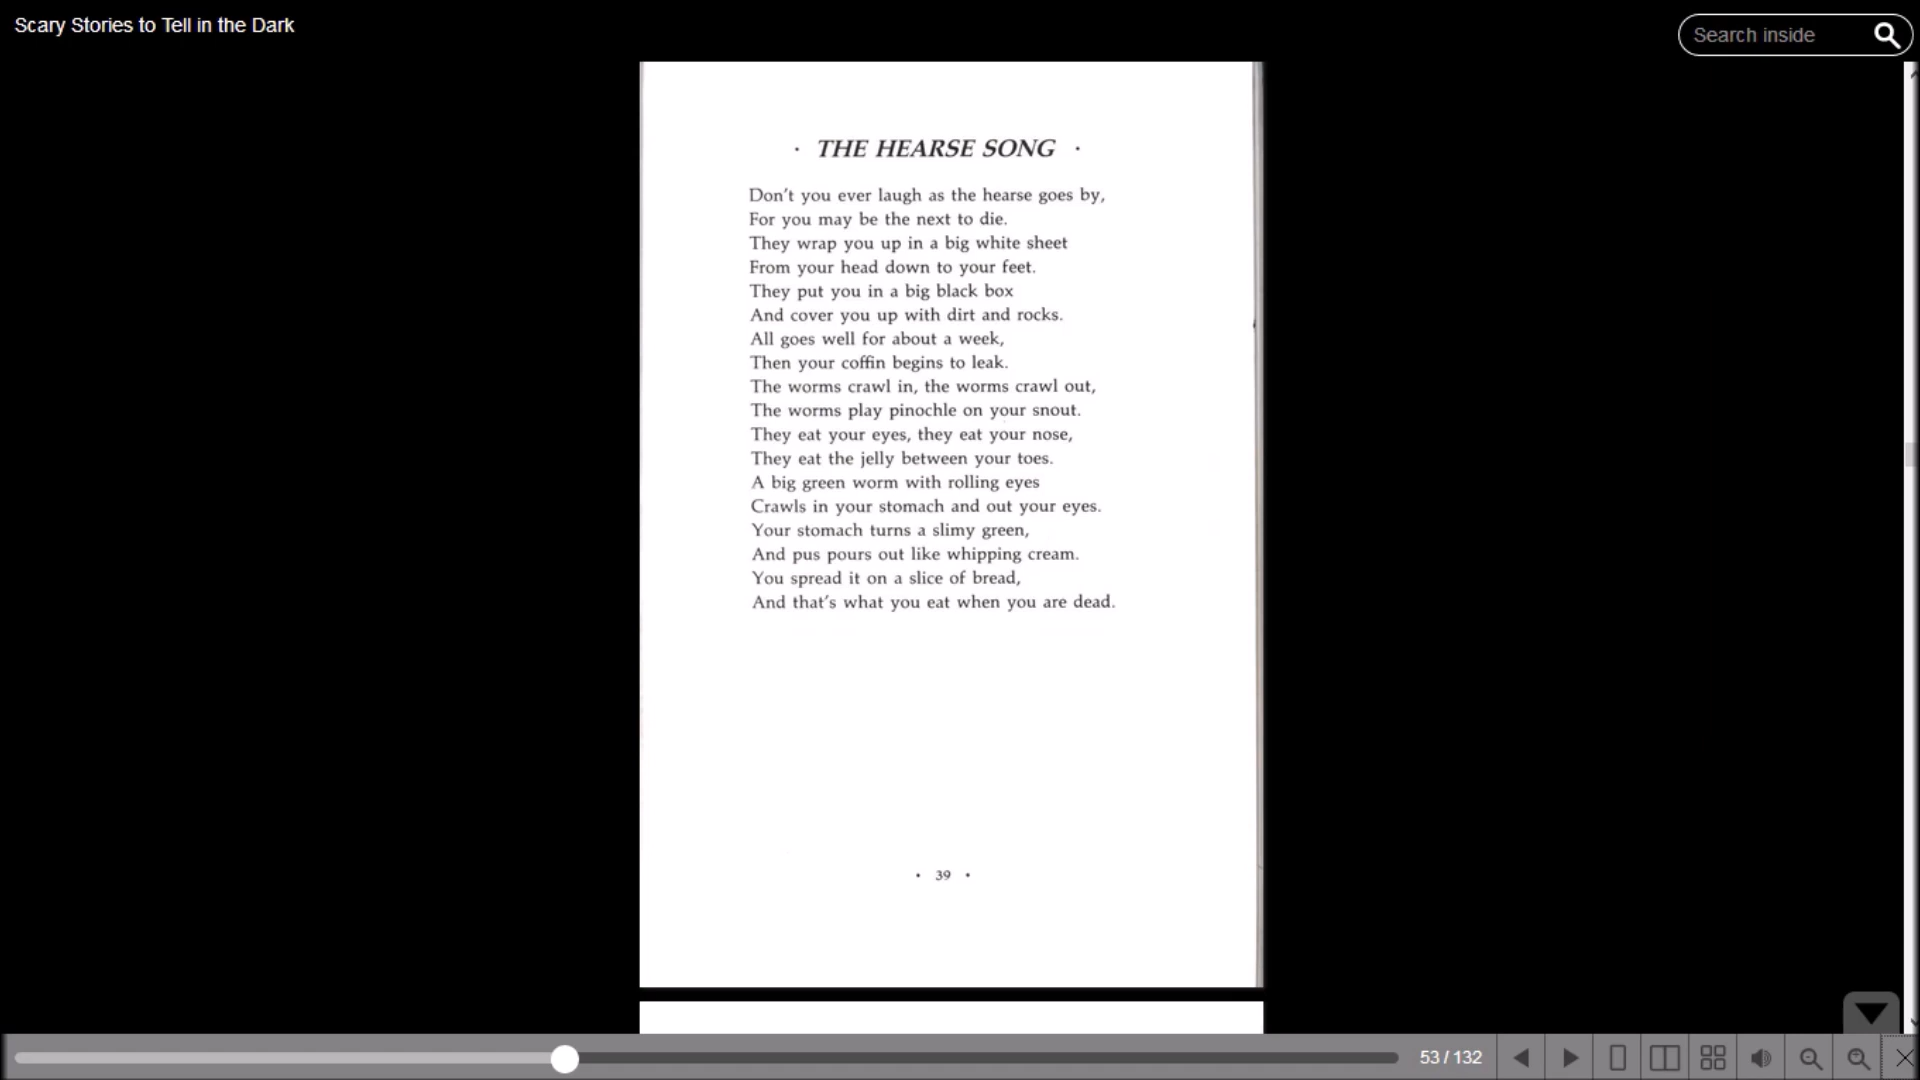 Scary Stories to Tell in the Dark
Search inside
· THE HEARSE SONG ·
Don't you ever laugh as the hearse goes by,
For you may be the next to die.
They wrap you up in a big white sheet
From your head down to your feet.
They put you in a big black box
And cover you up with dirt and rocks.
All goes well for about a week,
Then your coffin begins to leak.
The worms crawl in, the worms crawl out,
The worms play pinochle on your snout.
They eat your eyes, they eat your nose,
They eat the jelly between your toes.
A big green worm with rolling eyes
Crawls in your stomach and out your eyes.
Your stomach turns a slimy green,
And pus pours out like whipping cream.
You spread it on a slice of bread,
And that's what you eat when you are dead.
· 39 ·
53 / 132